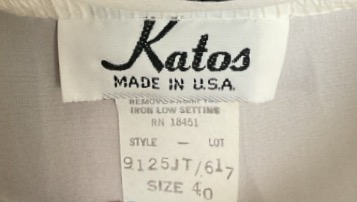 Katos
MADE IN U.S.A.
IRON LOW SETTING
RN 18451
STYLE — LOT
9125JT/617
SIZE 40